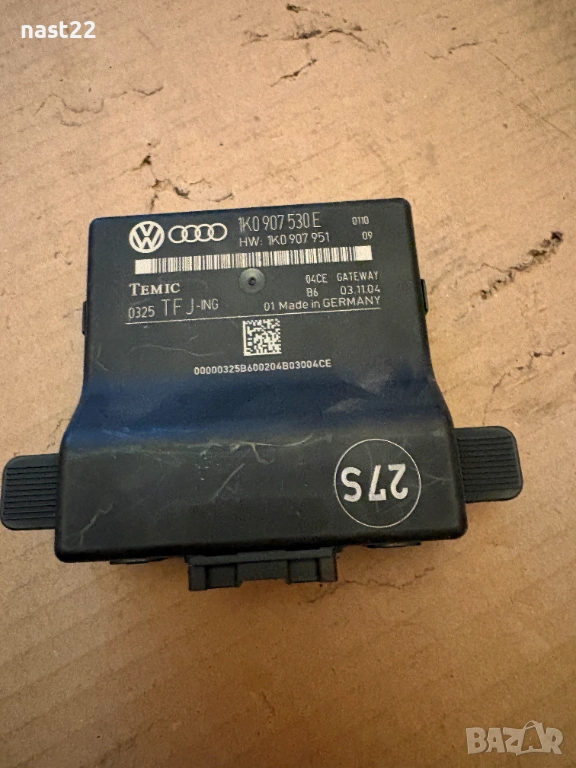 nast22
1K0 907 530 E 0110
HW: 1K0 907 951 09
TEMIC 04CE GATEWAY
B6 03.11.04
0325 TFJ-ING 01 Made in GERMANY
00000325B600204B03004CE
27S
BAZAR